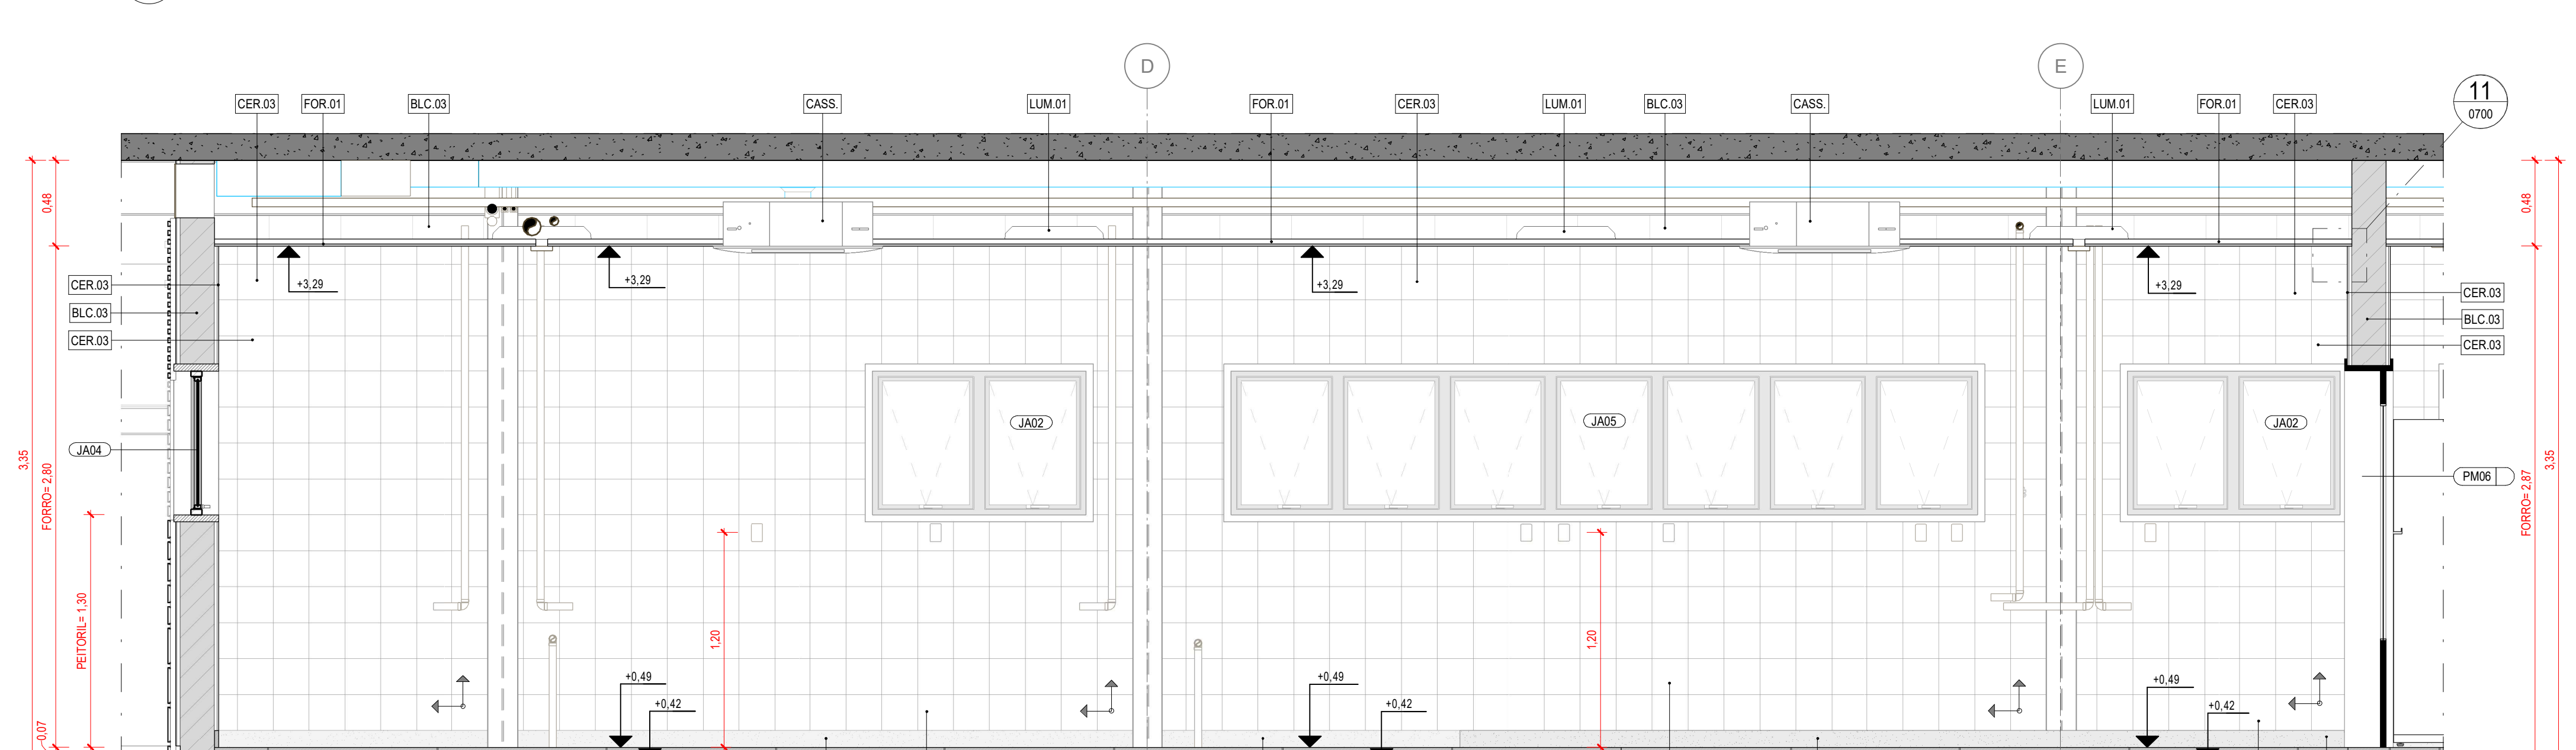 D
E
11
0700
CER.03
FOR.01
BLC.03
CASS.
LUM.01
FOR.01
CER.03
LUM.01
BLC.03
CASS.
LUM.01
FOR.01
CER.03
0,48
0,48
+3,29
+3,29
+3,29
+3,29
CER.03
BLC.03
CER.03
CER.03
BLC.03
CER.03
JA04
JA02
JA05
JA02
PM06
3,35
FORRO= 2,80
PEITORIL= 1,30
FORRO= 2,87
3,35
1,20
1,20
+0,49
+0,42
+0,49
+0,42
+0,49
+0,42
0,07